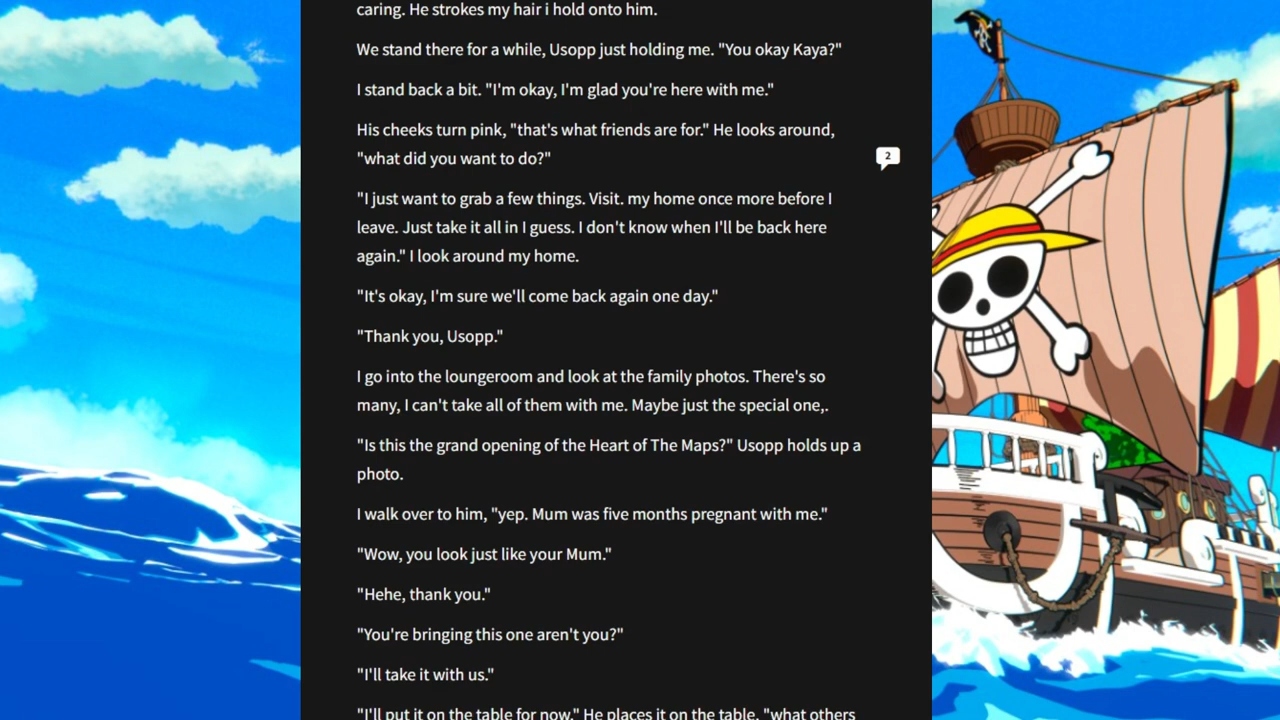 caring. He strokes my hair i hold onto him.
We stand there for a while, Usopp just holding me. "You okay Kaya?"
I stand back a bit. "I'm okay, I'm glad you're here with me."
His cheeks turn pink, "that's what friends are for." He looks around,
"what did you want to do?"
2
"I just want to grab a few things. Visit. my home once more before I
leave. Just take it all in I guess. I don't know when I'll be back here
again." I look around my home.
"It's okay, I'm sure we'll come back again one day."
"Thank you, Usopp."
I go into the loungeroom and look at the family photos. There's so
many, I can't take all of them with me. Maybe just the special one,.
"Is this the grand opening of the Heart of The Maps?" Usopp holds up a
photo.
I walk over to him, "yep. Mum was five months pregnant with me."
"Wow, you look just like your Mum."
"Hehe, thank you."
"You're bringing this one aren't you?"
"I'll take it with us."
"I'll put it on the table for now." He places it on the table, "what others